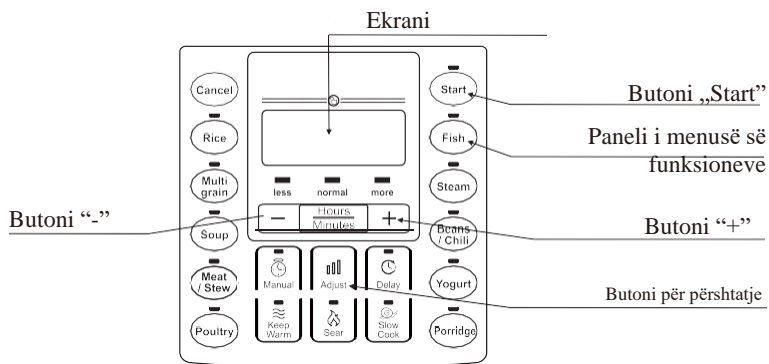 Ekrani
Cancel
Start
Butoni „Start”
Rice
Fish
Paneli i menusë së
funksioneve
Multi
grain
less normal more
Steam
Butoni “-”
Soup
− Hours
Minutes +
Beans
/ Chili
Butoni “+”
Meat
/ Stew
Manual
Adjust
Delay
Yogurt
Butoni për përshtatje
Poultry
Keep
Warm
Sear
Slow
Cook
Porridge